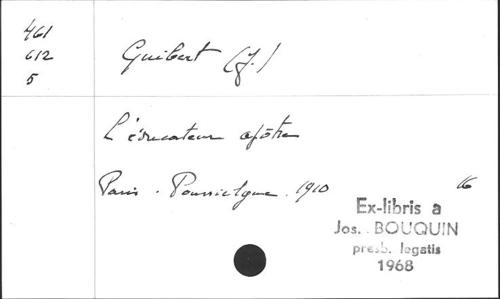 461
612
5
Guibert (J.)
L'éducateur apôtre
Paris . Poussielgue . 1910
16
Ex-libris a
Jos. BOUQUIN
presb. legatis
1968